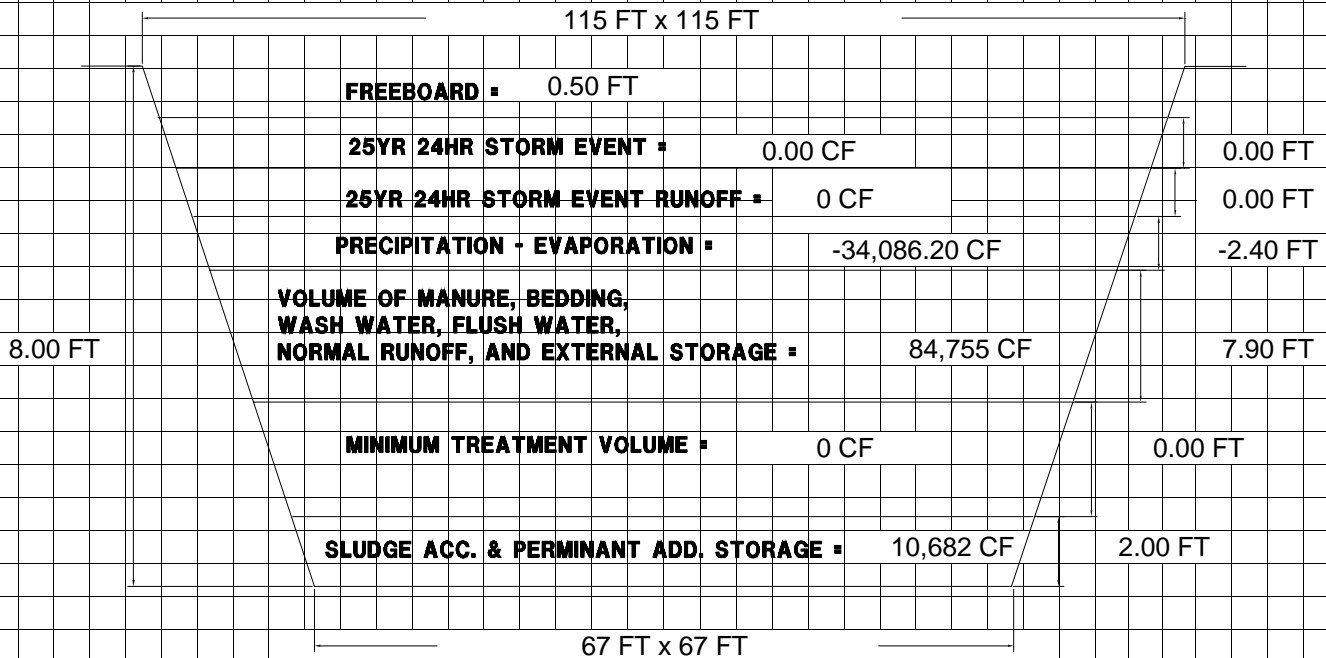 115 FT x 115 FT
FREEBOARD = 0.50 FT
25YR 24HR STORM EVENT = 0.00 CF 0.00 FT
25YR 24HR STORM EVENT RUNOFF = 0 CF 0.00 FT
PRECIPITATION - EVAPORATION = -34,086.20 CF -2.40 FT
VOLUME OF MANURE, BEDDING,
WASH WATER, FLUSH WATER,
8.00 FT NORMAL RUNOFF, AND EXTERNAL STORAGE = 84,755 CF 7.90 FT
MINIMUM TREATMENT VOLUME = 0 CF 0.00 FT
SLUDGE ACC. & PERMINANT ADD. STORAGE = 10,682 CF 2.00 FT
67 FT x 67 FT